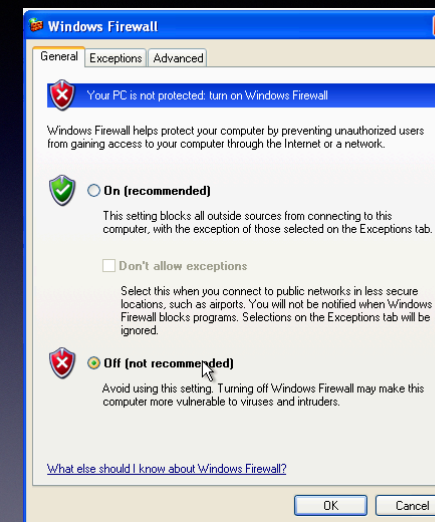 Windows Firewall
General Exceptions Advanced
Your PC is not protected: turn on Windows Firewall
Windows Firewall helps protect your computer by preventing unauthorized users
from gaining access to your computer through the Internet or a network.
On (recommended)
This setting blocks all outside sources from connecting to this
computer, with the exception of those selected on the Exceptions tab.
Don't allow exceptions
Select this when you connect to public networks in less secure
locations, such as airports. You will not be notified when Windows
Firewall blocks programs. Selections on the Exceptions tab will be
ignored.
Off (not recommended)
Avoid using this setting. Turning off Windows Firewall may make this
computer more vulnerable to viruses and intruders.
What else should I know about Windows Firewall?
OK Cancel